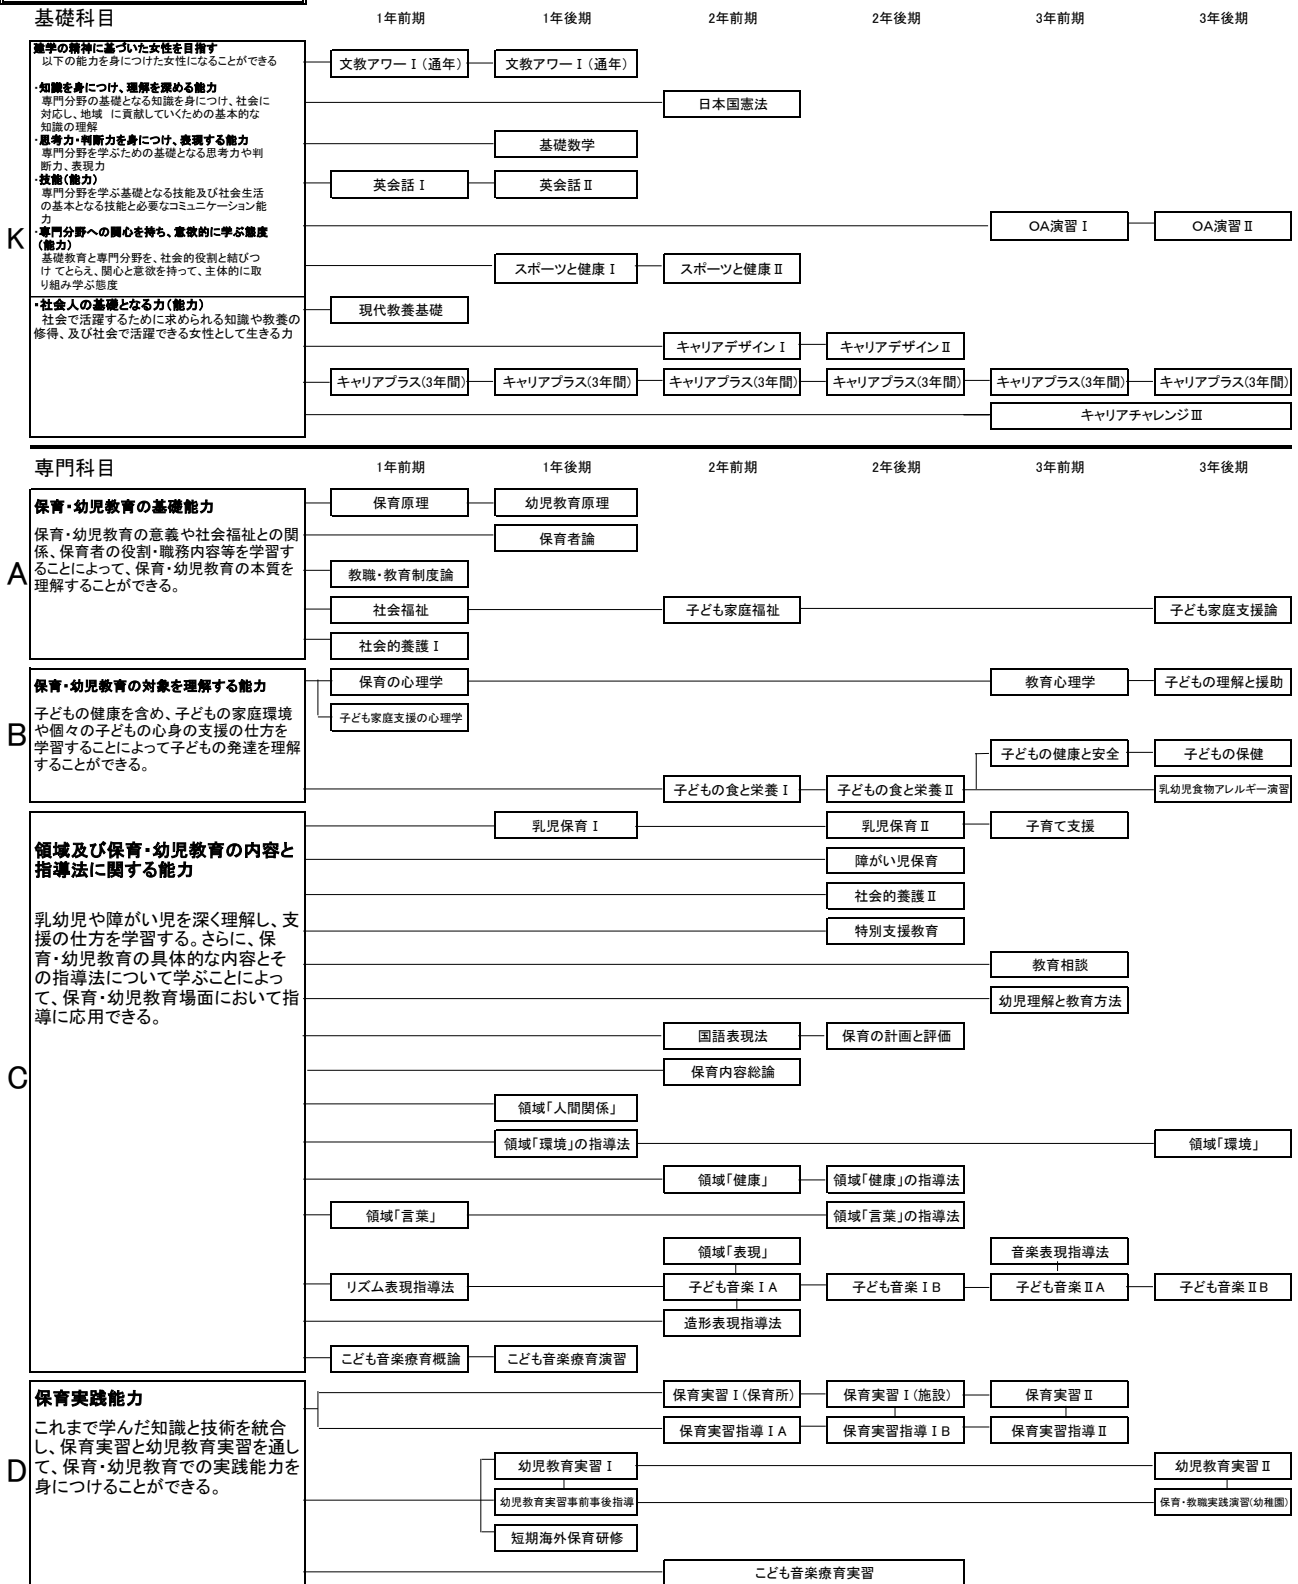 基礎科目 1年前期 1年後期 2年前期 2年後期 3年前期 3年後期
建学の精神に基づいた女性を目指す
以下の能力を身につけた女性になることができる
文教アワーⅠ(通年) 文教アワーⅠ(通年)
・知識を身につけ、理解を深める能力
専門分野の基礎となる知識を身につけ、社会に
対応し、地域 に貢献していくための基本的な
知識の理解
日本国憲法
・思考力・判断力を身につけ、表現する能力
専門分野を学ぶための基礎となる思考力や判
断力、表現力
基礎数学
・技能(能力)
専門分野を学ぶ基礎となる技能及び社会生活
の基本となる技能と必要なコミュニケーション能
力
英会話Ⅰ 英会話Ⅱ
K
・専門分野への関心を持ち、意欲的に学ぶ態度
(能力)
基礎教育と専門分野を、社会的役割と結びつ
け てとらえ、関心と意欲を持って、主体的に取
り組み学ぶ態度
OA演習Ⅰ OA演習Ⅱ
スポーツと健康Ⅰ スポーツと健康Ⅱ
・社会人の基礎となる力(能力)
社会で活躍するために求められる知識や教養の
修得、及び社会で活躍できる女性として生きる力
現代教養基礎
キャリアデザインⅠ キャリアデザインⅡ
キャリアプラス(3年間) キャリアプラス(3年間) キャリアプラス(3年間) キャリアプラス(3年間) キャリアプラス(3年間) キャリアプラス(3年間)
キャリアチャレンジⅢ
専門科目 1年前期 1年後期 2年前期 2年後期 3年前期 3年後期
A
保育・幼児教育の基礎能力
保育・幼児教育の意義や社会福祉との関
係、保育者の役割・職務内容等を学習す
ることによって、保育・幼児教育の本質を
理解することができる。
保育原理 幼児教育原理
保育者論
教職・教育制度論
社会福祉 子ども家庭福祉 子ども家庭支援論
社会的養護Ⅰ
B
保育・幼児教育の対象を理解する能力
子どもの健康を含め、子どもの家庭環境
や個々の子どもの心身の支援の仕方を
学習することによって子どもの発達を理解
することができる。
保育の心理学 教育心理学 子どもの理解と援助
子ども家庭支援の心理学
子どもの健康と安全 子どもの保健
子どもの食と栄養Ⅰ 子どもの食と栄養Ⅱ 乳幼児食物アレルギー演習
C
領域及び保育・幼児教育の内容と
指導法に関する能力
乳幼児や障がい児を深く理解し、支
援の仕方を学習する。さらに、保
育・幼児教育の具体的な内容とそ
の指導法について学ぶことによっ
て、保育・幼児教育場面において指
導に応用できる。
乳児保育Ⅰ 乳児保育Ⅱ 子育て支援
障がい児保育
社会的養護Ⅱ
特別支援教育
教育相談
幼児理解と教育方法
国語表現法 保育の計画と評価
保育内容総論
領域「人間関係」
領域「環境」の指導法 領域「環境」
領域「健康」 領域「健康」の指導法
領域「言葉」 領域「言葉」の指導法
領域「表現」 音楽表現指導法
リズム表現指導法 子ども音楽ⅠA 子ども音楽ⅠB 子ども音楽ⅡA 子ども音楽ⅡB
造形表現指導法
こども音楽療育概論 こども音楽療育演習
D
保育実践能力
これまで学んだ知識と技術を統合
し、保育実習と幼児教育実習を通し
て、保育・幼児教育での実践能力を
身につけることができる。
保育実習Ⅰ(保育所) 保育実習Ⅰ(施設) 保育実習Ⅱ
保育実習指導ⅠA 保育実習指導ⅠB 保育実習指導Ⅱ
幼児教育実習Ⅰ 幼児教育実習Ⅱ
幼児教育実習事前事後指導 保育・教職実践演習(幼稚園)
短期海外保育研修
こども音楽療育実習